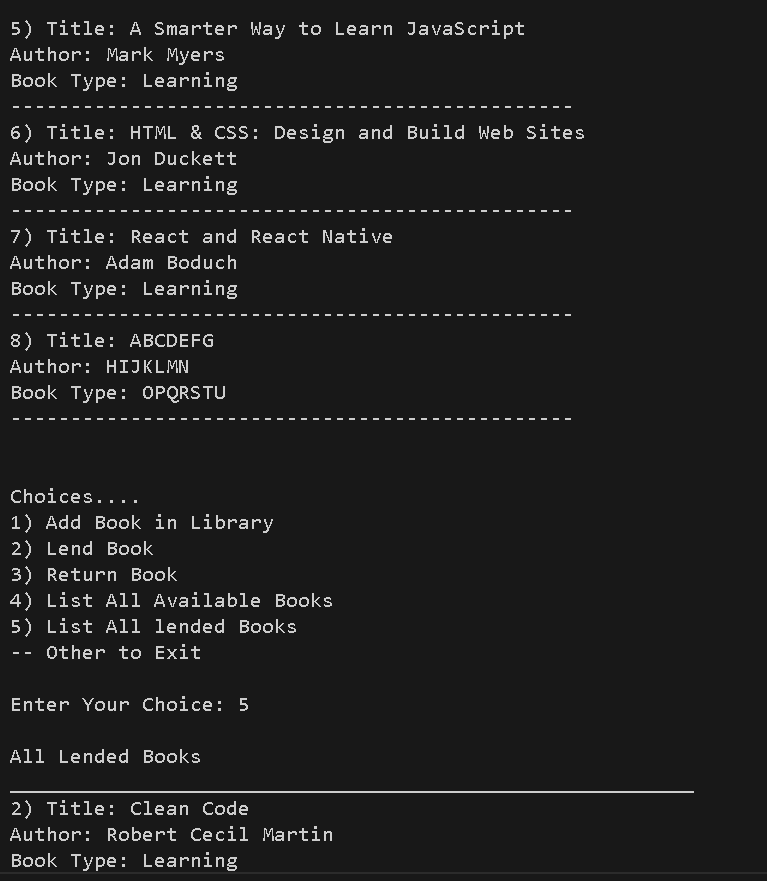 5) Title: A Smarter Way to Learn JavaScript
Author: Mark Myers
Book Type: Learning
-----------------------------------------------
6) Title: HTML & CSS: Design and Build Web Sites
Author: Jon Duckett
Book Type: Learning
-----------------------------------------------
7) Title: React and React Native
Author: Adam Boduch
Book Type: Learning
-----------------------------------------------
8) Title: ABCDEFG
Author: HIJKLMN
Book Type: OPQRSTU
-----------------------------------------------
Choices....
1) Add Book in Library
2) Lend Book
3) Return Book
4) List All Available Books
5) List All lended Books
-- Other to Exit
Enter Your Choice: 5
All Lended Books
_________________________________________________________
2) Title: Clean Code
Author: Robert Cecil Martin
Book Type: Learning